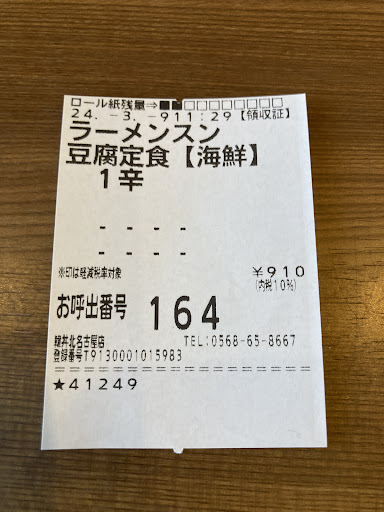 ロール紙残量⇒■■□□□□□□□□
24. -3. -911:29【領収証】
ラーメンスン
豆腐定食【海鮮】
1辛
- - - -
- - - -
※印は軽減税率対象 ¥910
(内税10%)
お呼出番号 164
韓丼北名古屋店 TEL:0568-65-8667
登録番号T9130001015983
★41249